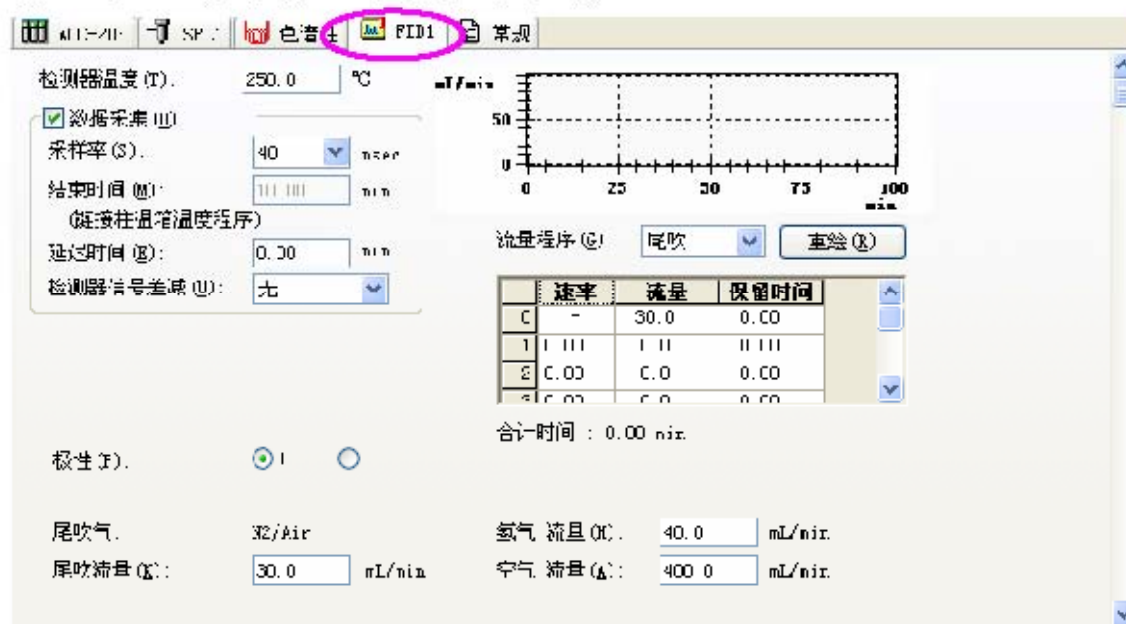 FID1 常规
检测器温度(T). 250.0 ℃
数据采集
采样率(S). 40
结束时间(M):
(链接柱温箱温度程序)
延迟时间(E): 0.00
检测器信号差减(U): 无
mL/min
50
0
0 25 50 75 100
min
流量程序(G) 尾吹 重绘(R)
速率 流量 保留时间
0 - 30.0 0.00
1
2 0.00 0.0 0.00
合计时间 : 0.00 min
极性
尾吹气. N2/Air 氢气 流量(H). 40.0 mL/min
尾吹流量(K): 30.0 mL/min 空气 流量(A): 400.0 mL/min